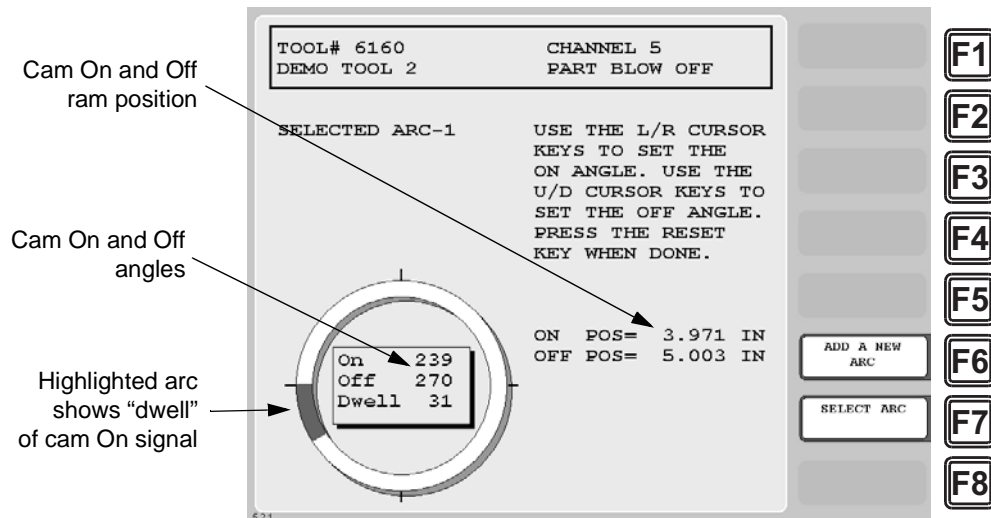 Cam On and Off
ram position
Cam On and Off
angles
Highlighted arc
shows “dwell”
of cam On signal
TOOL# 6160
DEMO TOOL 2
CHANNEL 5
PART BLOW OFF
SELECTED ARC-1
USE THE L/R CURSOR
KEYS TO SET THE
ON ANGLE. USE THE
U/D CURSOR KEYS TO
SET THE OFF ANGLE.
PRESS THE RESET
KEY WHEN DONE.
On 239
Off 270
Dwell 31
ON POS= 3.971 IN
OFF POS= 5.003 IN
ADD A NEW
ARC
SELECT ARC
F1
F2
F3
F4
F5
F6
F7
F8